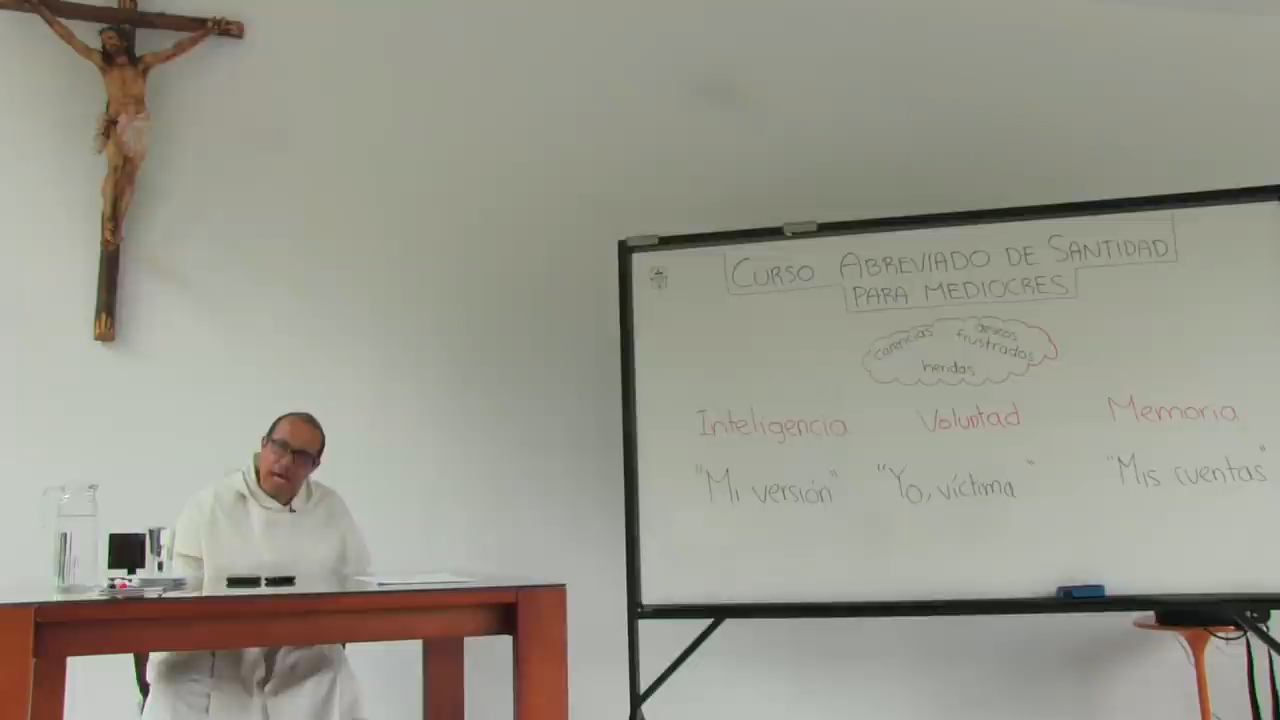 CURSO ABREVIADO DE SANTIDAD
PARA MEDIOCRES
carencias deseos
frustrados
heridas
Inteligencia Voluntad Memoria
"Mi versión" "Yo, víctima" "Mis cuentas"